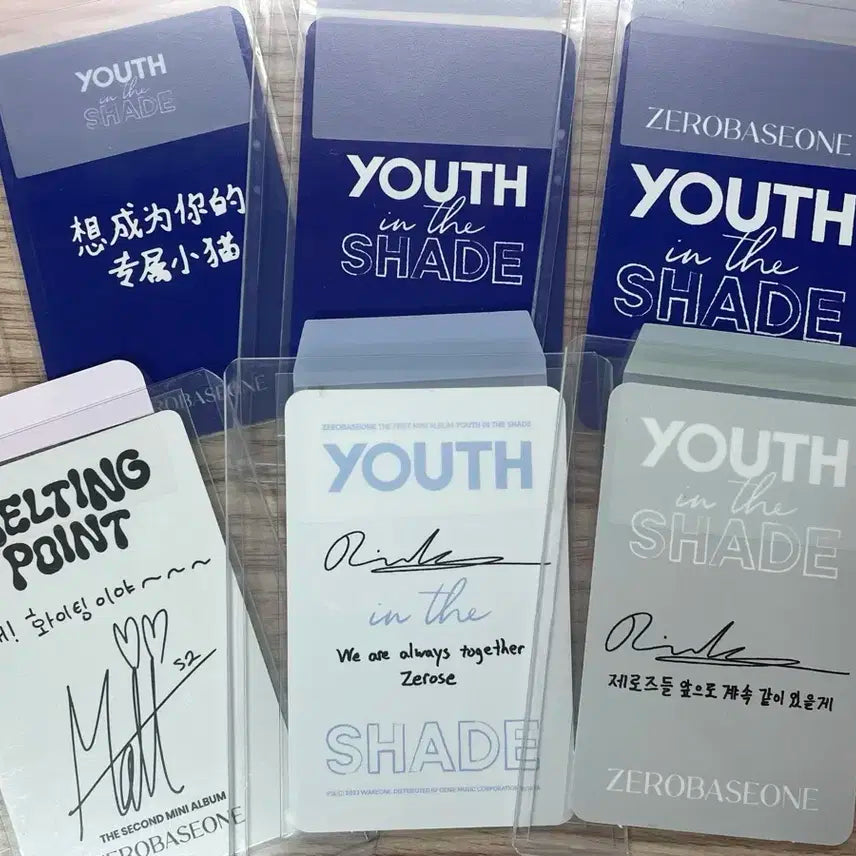 YOUTH
in the
SHADE
想成为你的
专属小猫
YOUTH
in the
SHADE
ZEROBASEONE
YOUTH
in the
SHADE
ELTING
POINT
! 화이팅이야~~~
Matt
52
THE SECOND MINI ALBUM
ZEROBASEONE
ZEROBASEONE THE FIRST MINI ALBUM YOUTH IN THE SHADE
YOUTH
in the
We are always together
Zerose
SHADE
YOUTH
in the
SHADE
제로즈들 앞으로 계속 같이 있을게
ZEROBASEONE